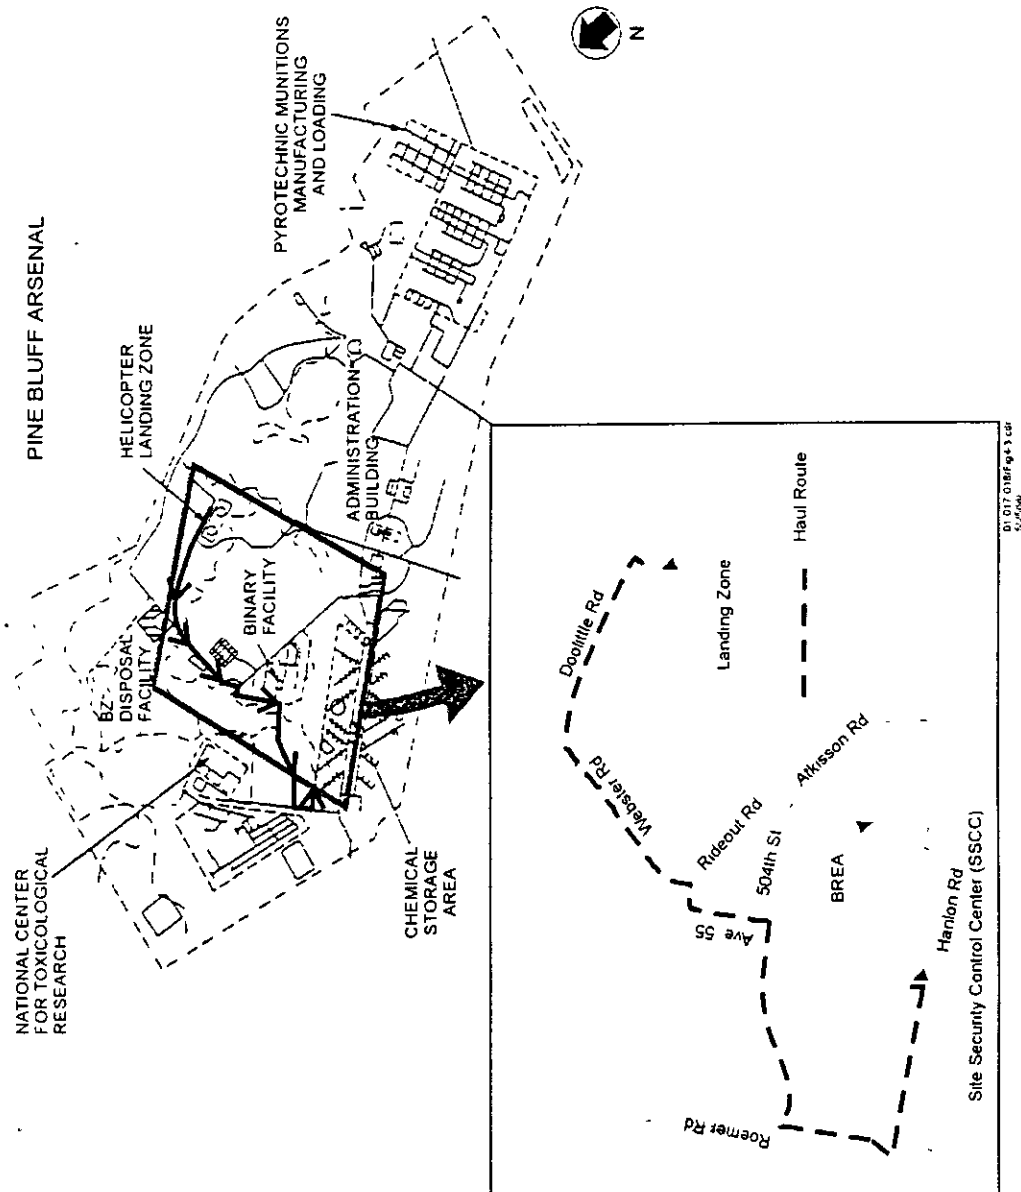 PINE BLUFF ARSENAL
NATIONAL CENTER
FOR TOXICOLOGICAL
RESEARCH
BZ
DISPOSAL
FACILITY
HELICOPTER
LANDING ZONE
PYROTECHNIC MUNITIONS
MANUFACTURING
AND LOADING
BINARY
FACILITY
ADMINISTRATION
BUILDING
CHEMICAL
STORAGE
AREA
N
Doolittle Rd
Webster Rd
Landing Zone
Haul Route
Rideout Rd
Atkisson Rd
504th St
Ave 55
BREA
Roemer Rd
Hanlon Rd
Site Security Control Center (SSCC)